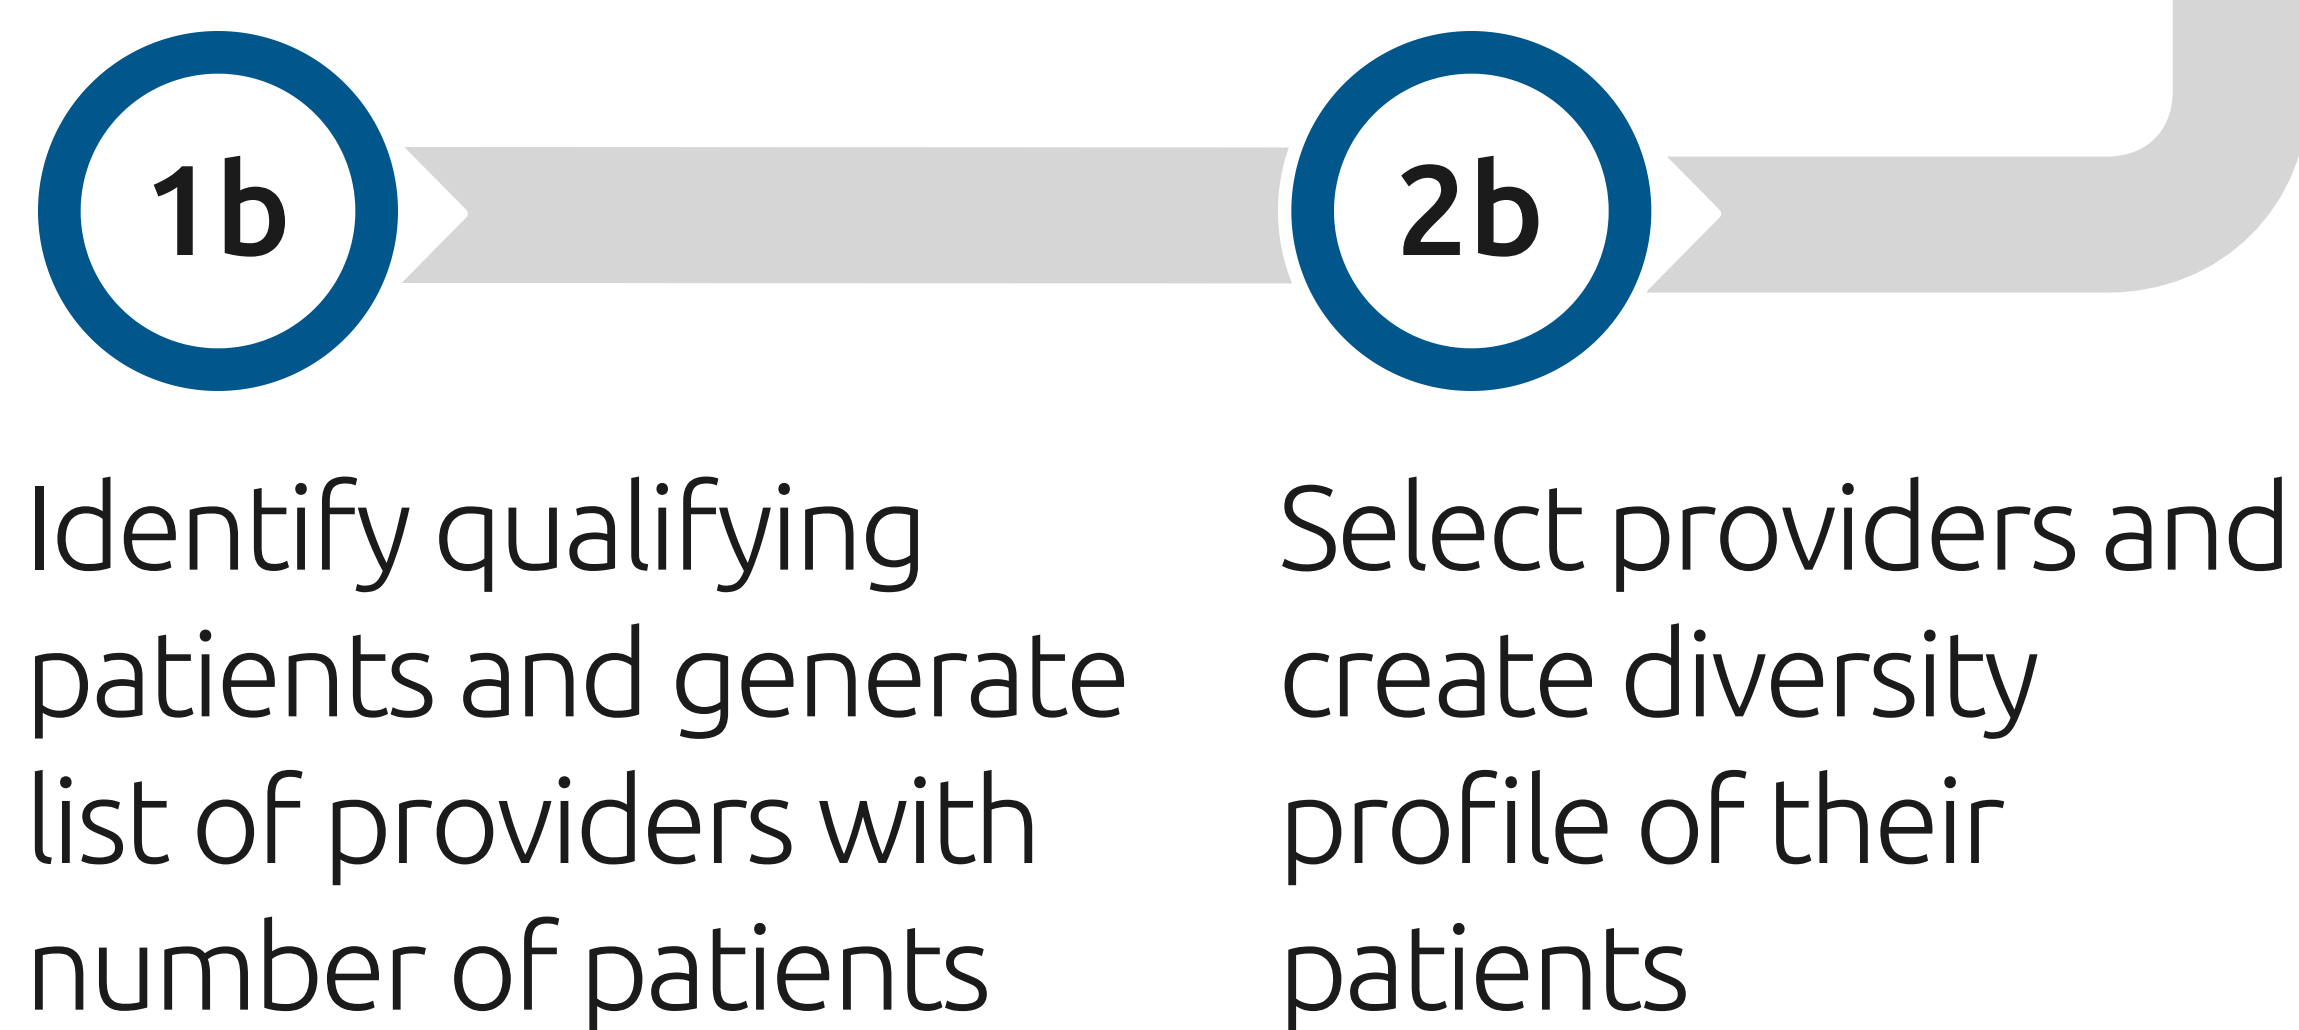 1b
2b
Identify qualifying
patients and generate
list of providers with
number of patients
Select providers and
create diversity
profile of their
patients